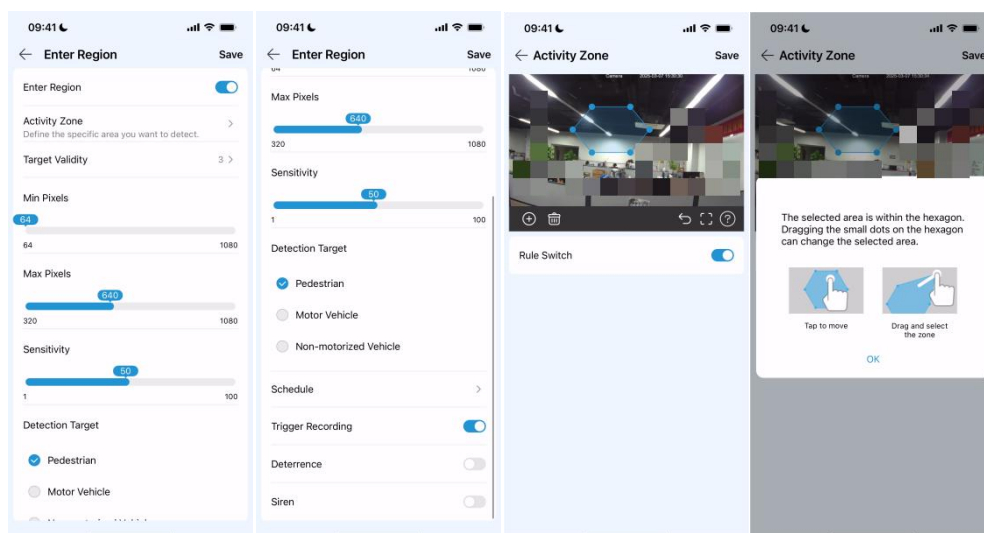 09:41
Enter Region
Save
Enter Region
Activity Zone
Define the specific area you want to detect.
Target Validity
3
Min Pixels
64
64
1080
Max Pixels
640
320
1080
Sensitivity
50
1
100
Detection Target
Pedestrian
Motor Vehicle
09:41
Enter Region
Save
Max Pixels
640
320
1080
Sensitivity
50
1
100
Detection Target
Pedestrian
Motor Vehicle
Non-motorized Vehicle
Schedule
Trigger Recording
Deterrence
Siren
09:41
Activity Zone
Save
Camera
Rule Switch
09:41
Activity Zone
Save
Camera
The selected area is within the hexagon.
Dragging the small dots on the hexagon
can change the selected area.
Tap to move
Drag and select
the zone
OK